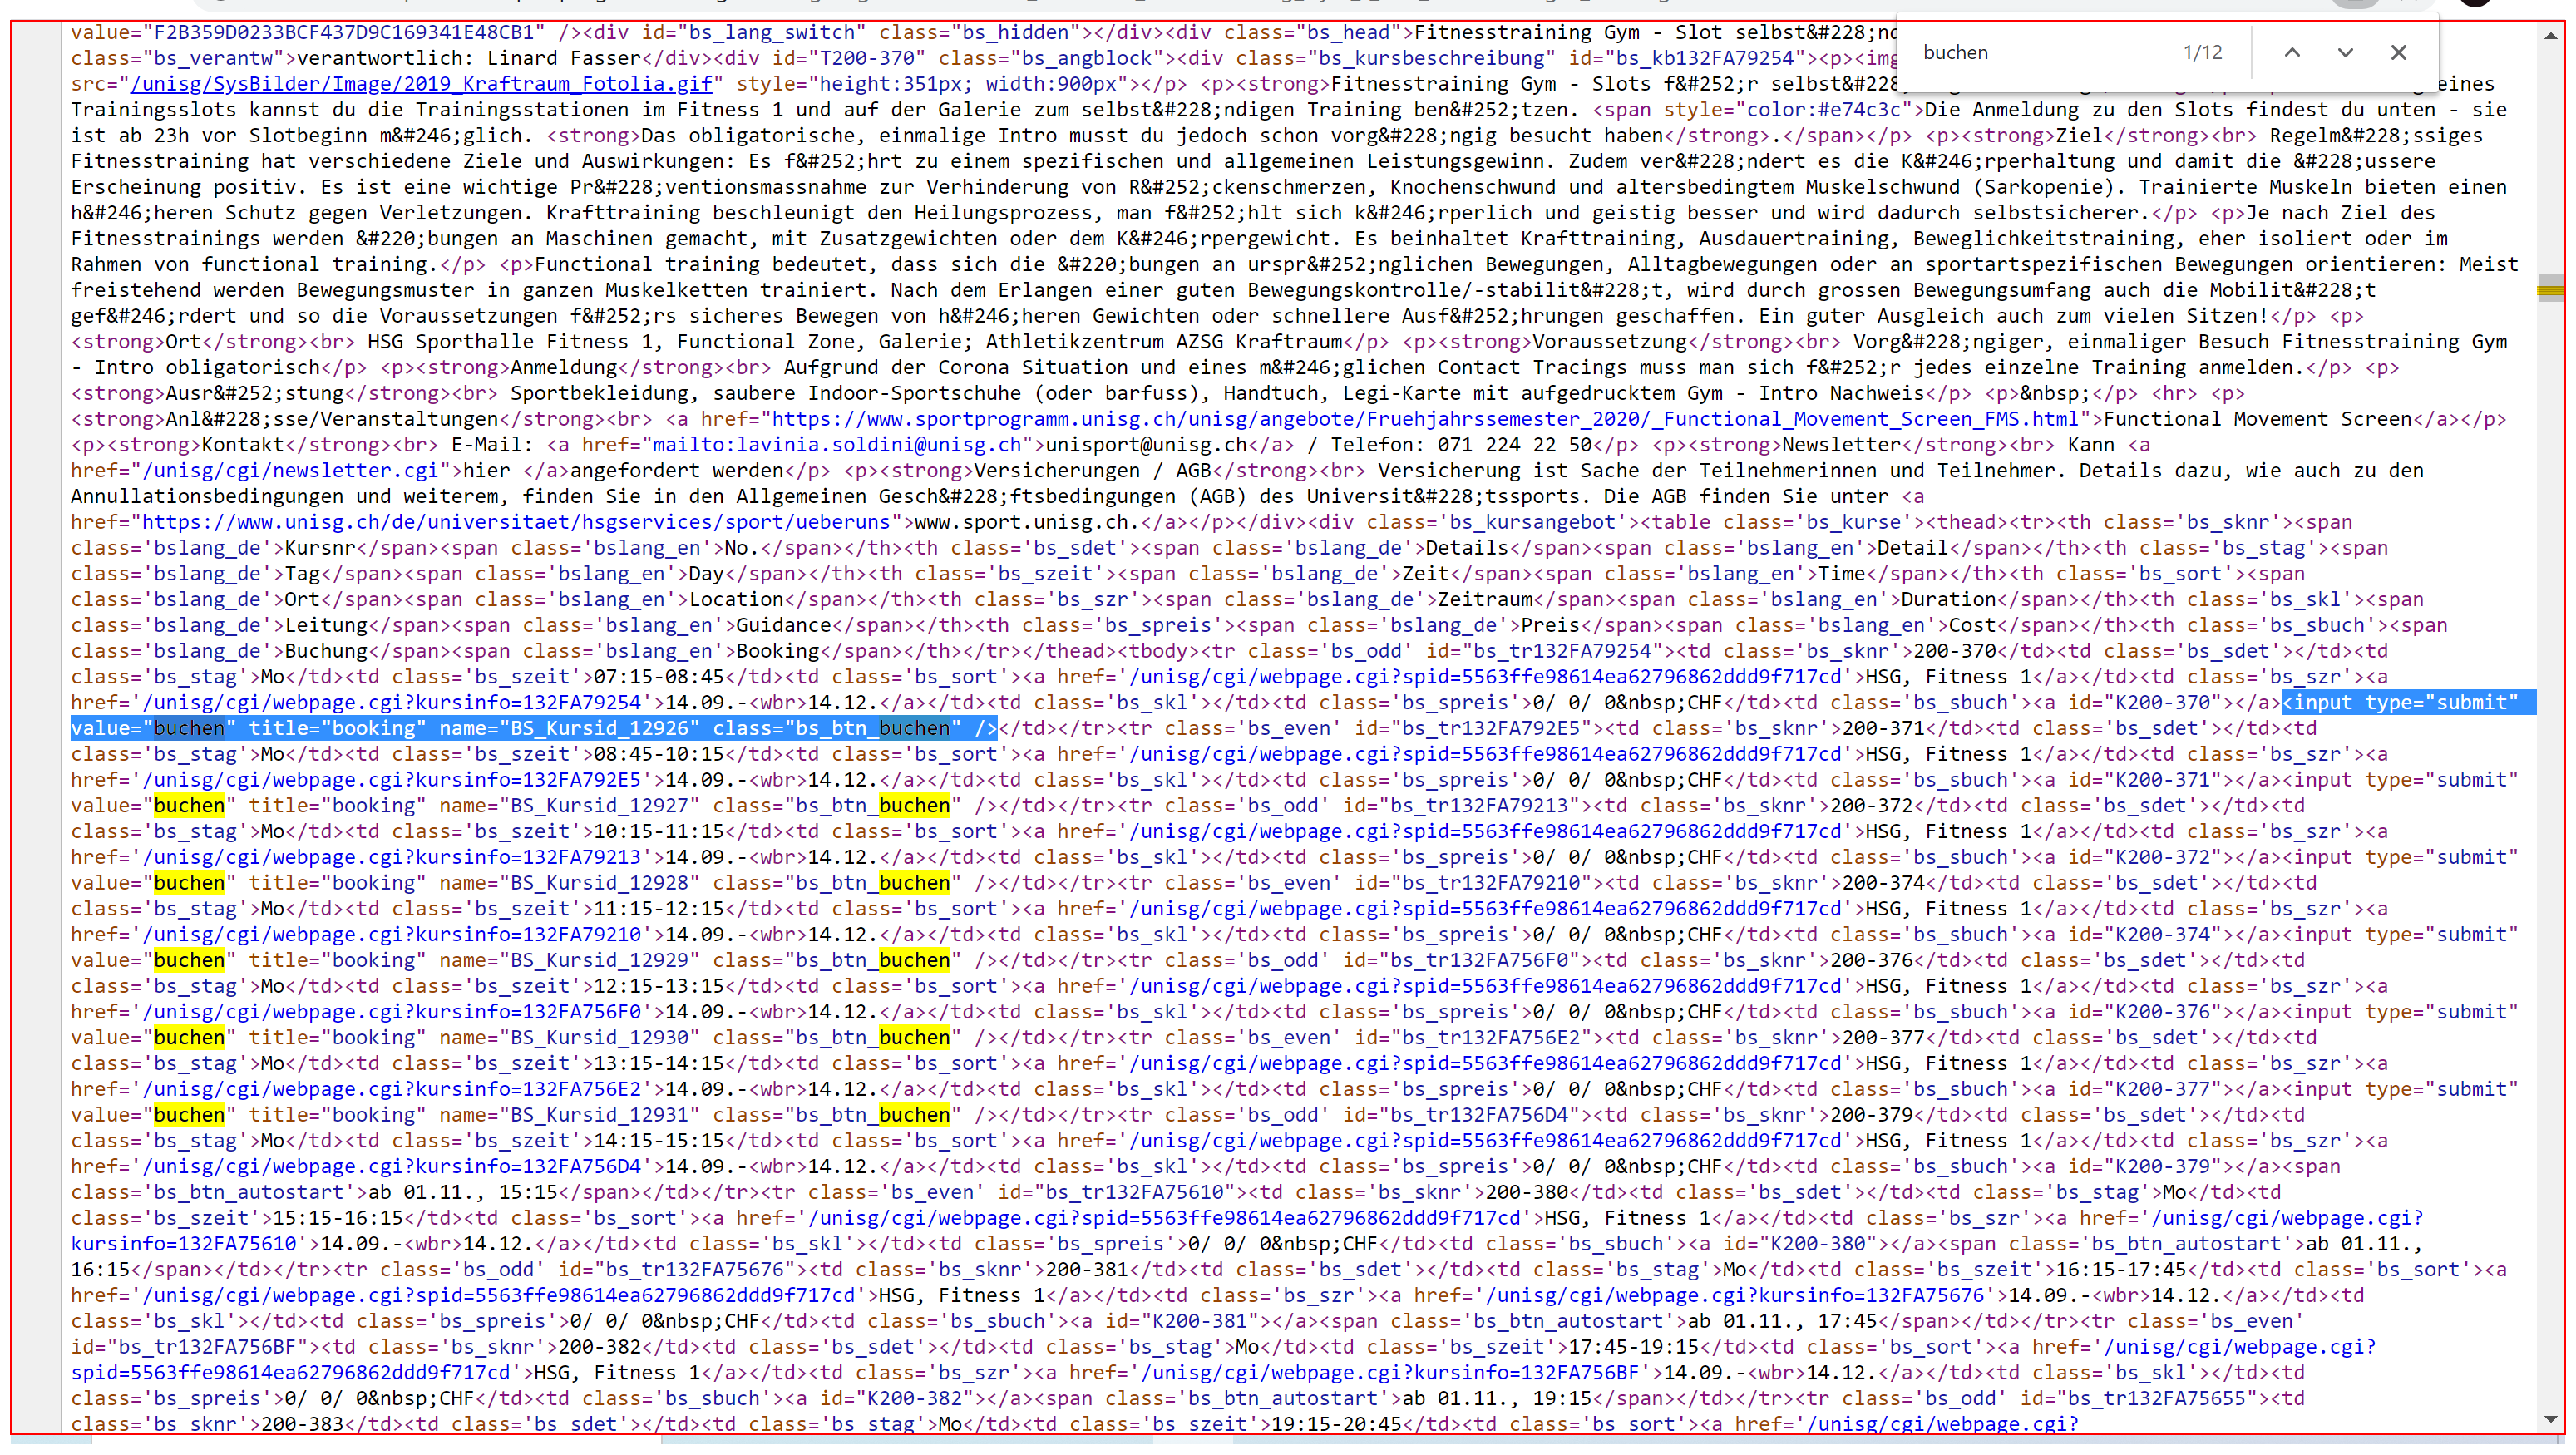 value="F2B359D0233BCF437D9C169341E48CB1" /><div id="bs_lang_switch" class="bs_hidden"></div><div class="bs_head">Fitnesstraining Gym - Slot selbst&#228;nd
buchen
1/12
class="bs_verantw">verantwortlich: Linard Fasser</div><div id="T200-370" class="bs_angblock"><div class="bs_kursbeschreibung" id="bs_kb132FA79254"><p><img
src="/unisg/SysBilder/Image/2019_Kraftraum_Fotolia.gif" style="height:351px; width:900px"></p> <p><strong>Fitnesstraining Gym - Slots f&#252;r selbst&#228; eines
Trainingsslots kannst du die Trainingsstationen im Fitness 1 und auf der Galerie zum selbst&#228;ndigen Training ben&#252;tzen. <span style="color:#e74c3c">Die Anmeldung zu den Slots findest du unten - sie
ist ab 23h vor Slotbeginn m&#246;glich. <strong>Das obligatorische, einmalige Intro musst du jedoch schon vorg&#228;ngig besucht haben</strong>.</span></p> <p><strong>Ziel</strong><br> Regelm&#228;ssiges
Fitnesstraining hat verschiedene Ziele und Auswirkungen: Es f&#252;hrt zu einem spezifischen und allgemeinen Leistungsgewinn. Zudem ver&#228;ndert es die K&#246;rperhaltung und damit die &#228;ussere
Erscheinung positiv. Es ist eine wichtige Pr&#228;ventionsmassnahme zur Verhinderung von R&#252;ckenschmerzen, Knochenschwund und altersbedingtem Muskelschwund (Sarkopenie). Trainierte Muskeln bieten einen
h&#246;heren Schutz gegen Verletzungen. Krafttraining beschleunigt den Heilungsprozess, man f&#252;hlt sich k&#246;rperlich und geistig besser und wird dadurch selbstsicherer.</p> <p>Je nach Ziel des
Fitnesstrainings werden &#220;bungen an Maschinen gemacht, mit Zusatzgewichten oder dem K&#246;rpergewicht. Es beinhaltet Krafttraining, Ausdauertraining, Beweglichkeitstraining, eher isoliert oder im
Rahmen von functional training.</p> <p>Functional training bedeutet, dass sich die &#220;bungen an urspr&#252;nglichen Bewegungen, Alltagbewegungen oder an sportartspezifischen Bewegungen orientieren: Meist
freistehend werden Bewegungsmuster in ganzen Muskelketten trainiert. Nach dem Erlangen einer guten Bewegungskontrolle/-stabilit&#228;t, wird durch grossen Bewegungsumfang auch die Mobilit&#228;t
gef&#246;rdert und so die Voraussetzungen f&#252;rs sicheres Bewegen von h&#246;heren Gewichten oder schnellere Ausf&#252;hrungen geschaffen. Ein guter Ausgleich auch zum vielen Sitzen!</p> <p>
<strong>Ort</strong><br> HSG Sporthalle Fitness 1, Functional Zone, Galerie; Athletikzentrum AZSG Kraftraum</p> <p><strong>Voraussetzung</strong><br> Vorg&#228;ngiger, einmaliger Besuch Fitnesstraining Gym
- Intro obligatorisch</p> <p><strong>Anmeldung</strong><br> Aufgrund der Corona Situation und eines m&#246;glichen Contact Tracings muss man sich f&#252;r jedes einzelne Training anmelden.</p> <p>
<strong>Ausr&#252;stung</strong><br> Sportbekleidung, saubere Indoor-Sportschuhe (oder barfuss), Handtuch, Legi-Karte mit aufgedrucktem Gym - Intro Nachweis</p> <p>&nbsp;</p> <hr> <p>
<strong>Anl&#228;sse/Veranstaltungen</strong><br> <a href="https://www.sportprogramm.unisg.ch/unisg/angebote/Fruehjahrssemester_2020/_Functional_Movement_Screen_FMS.html">Functional Movement Screen</a></p>
<p><strong>Kontakt</strong><br> E-Mail: <a href="mailto:lavinia.soldini@unisg.ch">unisport@unisg.ch</a> / Telefon: 071 224 22 50</p> <p><strong>Newsletter</strong><br> Kann <a
href="/unisg/cgi/newsletter.cgi">hier </a>angefordert werden</p> <p><strong>Versicherungen / AGB</strong><br> Versicherung ist Sache der Teilnehmerinnen und Teilnehmer. Details dazu, wie auch zu den
Annullationsbedingungen und weiterem, finden Sie in den Allgemeinen Gesch&#228;ftsbedingungen (AGB) des Universit&#228;tssports. Die AGB finden Sie unter <a
href="https://www.unisg.ch/de/universitaet/hsgservices/sport/ueberuns">www.sport.unisg.ch.</a></p></div><div class='bs_kursangebot'><table class='bs_kurse'><thead><tr><th class='bs_sknr'><span
class='bslang_de'>Kursnr</span><span class='bslang_en'>No.</span></th><th class='bs_sdet'><span class='bslang_de'>Details</span><span class='bslang_en'>Detail</span></th><th class='bs_stag'><span
class='bslang_de'>Tag</span><span class='bslang_en'>Day</span></th><th class='bs_szeit'><span class='bslang_de'>Zeit</span><span class='bslang_en'>Time</span></th><th class='bs_sort'><span
class='bslang_de'>Ort</span><span class='bslang_en'>Location</span></th><th class='bs_szr'><span class='bslang_de'>Zeitraum</span><span class='bslang_en'>Duration</span></th><th class='bs_skl'><span
class='bslang_de'>Leitung</span><span class='bslang_en'>Guidance</span></th><th class='bs_spreis'><span class='bslang_de'>Preis</span><span class='bslang_en'>Cost</span></th><th class='bs_sbuch'><span
class='bslang_de'>Buchung</span><span class='bslang_en'>Booking</span></th></tr></thead><tbody><tr class='bs_odd' id="bs_tr132FA79254"><td class='bs_sknr'>200-370</td><td class='bs_sdet'></td><td
class='bs_stag'>Mo</td><td class='bs_szeit'>07:15-08:45</td><td class='bs_sort'><a href='/unisg/cgi/webpage.cgi?spid=5563ffe98614ea62796862ddd9f717cd'>HSG, Fitness 1</a></td><td class='bs_szr'><a
href='/unisg/cgi/webpage.cgi?kursinfo=132FA79254'>14.09.-<wbr>14.12.</a></td><td class='bs_skl'></td><td class='bs_spreis'>0/ 0/ 0&nbsp;CHF</td><td class='bs_sbuch'><a id="K200-370"></a><input type="submit"
value="buchen" title="booking" name="BS_Kursid_12926" class="bs_btn_buchen" /></td></tr><tr class='bs_even' id="bs_tr132FA792E5"><td class='bs_sknr'>200-371</td><td class='bs_sdet'></td><td
class='bs_stag'>Mo</td><td class='bs_szeit'>08:45-10:15</td><td class='bs_sort'><a href='/unisg/cgi/webpage.cgi?spid=5563ffe98614ea62796862ddd9f717cd'>HSG, Fitness 1</a></td><td class='bs_szr'><a
href='/unisg/cgi/webpage.cgi?kursinfo=132FA792E5'>14.09.-<wbr>14.12.</a></td><td class='bs_skl'></td><td class='bs_spreis'>0/ 0/ 0&nbsp;CHF</td><td class='bs_sbuch'><a id="K200-371"></a><input type="submit"
value="buchen" title="booking" name="BS_Kursid_12927" class="bs_btn_buchen" /></td></tr><tr class='bs_odd' id="bs_tr132FA79213"><td class='bs_sknr'>200-372</td><td class='bs_sdet'></td><td
class='bs_stag'>Mo</td><td class='bs_szeit'>10:15-11:15</td><td class='bs_sort'><a href='/unisg/cgi/webpage.cgi?spid=5563ffe98614ea62796862ddd9f717cd'>HSG, Fitness 1</a></td><td class='bs_szr'><a
href='/unisg/cgi/webpage.cgi?kursinfo=132FA79213'>14.09.-<wbr>14.12.</a></td><td class='bs_skl'></td><td class='bs_spreis'>0/ 0/ 0&nbsp;CHF</td><td class='bs_sbuch'><a id="K200-372"></a><input type="submit"
value="buchen" title="booking" name="BS_Kursid_12928" class="bs_btn_buchen" /></td></tr><tr class='bs_even' id="bs_tr132FA79210"><td class='bs_sknr'>200-374</td><td class='bs_sdet'></td><td
class='bs_stag'>Mo</td><td class='bs_szeit'>11:15-12:15</td><td class='bs_sort'><a href='/unisg/cgi/webpage.cgi?spid=5563ffe98614ea62796862ddd9f717cd'>HSG, Fitness 1</a></td><td class='bs_szr'><a
href='/unisg/cgi/webpage.cgi?kursinfo=132FA79210'>14.09.-<wbr>14.12.</a></td><td class='bs_skl'></td><td class='bs_spreis'>0/ 0/ 0&nbsp;CHF</td><td class='bs_sbuch'><a id="K200-374"></a><input type="submit"
value="buchen" title="booking" name="BS_Kursid_12929" class="bs_btn_buchen" /></td></tr><tr class='bs_odd' id="bs_tr132FA756F0"><td class='bs_sknr'>200-376</td><td class='bs_sdet'></td><td
class='bs_stag'>Mo</td><td class='bs_szeit'>12:15-13:15</td><td class='bs_sort'><a href='/unisg/cgi/webpage.cgi?spid=5563ffe98614ea62796862ddd9f717cd'>HSG, Fitness 1</a></td><td class='bs_szr'><a
href='/unisg/cgi/webpage.cgi?kursinfo=132FA756F0'>14.09.-<wbr>14.12.</a></td><td class='bs_skl'></td><td class='bs_spreis'>0/ 0/ 0&nbsp;CHF</td><td class='bs_sbuch'><a id="K200-376"></a><input type="submit"
value="buchen" title="booking" name="BS_Kursid_12930" class="bs_btn_buchen" /></td></tr><tr class='bs_even' id="bs_tr132FA756E2"><td class='bs_sknr'>200-377</td><td class='bs_sdet'></td><td
class='bs_stag'>Mo</td><td class='bs_szeit'>13:15-14:15</td><td class='bs_sort'><a href='/unisg/cgi/webpage.cgi?spid=5563ffe98614ea62796862ddd9f717cd'>HSG, Fitness 1</a></td><td class='bs_szr'><a
href='/unisg/cgi/webpage.cgi?kursinfo=132FA756E2'>14.09.-<wbr>14.12.</a></td><td class='bs_skl'></td><td class='bs_spreis'>0/ 0/ 0&nbsp;CHF</td><td class='bs_sbuch'><a id="K200-377"></a><input type="submit"
value="buchen" title="booking" name="BS_Kursid_12931" class="bs_btn_buchen" /></td></tr><tr class='bs_odd' id="bs_tr132FA756D4"><td class='bs_sknr'>200-379</td><td class='bs_sdet'></td><td
class='bs_stag'>Mo</td><td class='bs_szeit'>14:15-15:15</td><td class='bs_sort'><a href='/unisg/cgi/webpage.cgi?spid=5563ffe98614ea62796862ddd9f717cd'>HSG, Fitness 1</a></td><td class='bs_szr'><a
href='/unisg/cgi/webpage.cgi?kursinfo=132FA756D4'>14.09.-<wbr>14.12.</a></td><td class='bs_skl'></td><td class='bs_spreis'>0/ 0/ 0&nbsp;CHF</td><td class='bs_sbuch'><a id="K200-379"></a><span
class='bs_btn_autostart'>ab 01.11., 15:15</span></td></tr><tr class='bs_even' id="bs_tr132FA75610"><td class='bs_sknr'>200-380</td><td class='bs_sdet'></td><td class='bs_stag'>Mo</td><td
class='bs_szeit'>15:15-16:15</td><td class='bs_sort'><a href='/unisg/cgi/webpage.cgi?spid=5563ffe98614ea62796862ddd9f717cd'>HSG, Fitness 1</a></td><td class='bs_szr'><a href='/unisg/cgi/webpage.cgi?
kursinfo=132FA75610'>14.09.-<wbr>14.12.</a></td><td class='bs_skl'></td><td class='bs_spreis'>0/ 0/ 0&nbsp;CHF</td><td class='bs_sbuch'><a id="K200-380"></a><span class='bs_btn_autostart'>ab 01.11.,
16:15</span></td></tr><tr class='bs_odd' id="bs_tr132FA75676"><td class='bs_sknr'>200-381</td><td class='bs_sdet'></td><td class='bs_stag'>Mo</td><td class='bs_szeit'>16:15-17:45</td><td class='bs_sort'><a
href='/unisg/cgi/webpage.cgi?spid=5563ffe98614ea62796862ddd9f717cd'>HSG, Fitness 1</a></td><td class='bs_szr'><a href='/unisg/cgi/webpage.cgi?kursinfo=132FA75676'>14.09.-<wbr>14.12.</a></td><td
class='bs_skl'></td><td class='bs_spreis'>0/ 0/ 0&nbsp;CHF</td><td class='bs_sbuch'><a id="K200-381"></a><span class='bs_btn_autostart'>ab 01.11., 17:45</span></td></tr><tr class='bs_even'
id="bs_tr132FA756BF"><td class='bs_sknr'>200-382</td><td class='bs_sdet'></td><td class='bs_stag'>Mo</td><td class='bs_szeit'>17:45-19:15</td><td class='bs_sort'><a href='/unisg/cgi/webpage.cgi?
spid=5563ffe98614ea62796862ddd9f717cd'>HSG, Fitness 1</a></td><td class='bs_szr'><a href='/unisg/cgi/webpage.cgi?kursinfo=132FA756BF'>14.09.-<wbr>14.12.</a></td><td class='bs_skl'></td><td
class='bs_spreis'>0/ 0/ 0&nbsp;CHF</td><td class='bs_sbuch'><a id="K200-382"></a><span class='bs_btn_autostart'>ab 01.11., 19:15</span></td></tr><tr class='bs_odd' id="bs_tr132FA75655"><td
class='bs_sknr'>200-383</td><td class='bs_sdet'></td><td class='bs_stag'>Mo</td><td class='bs_szeit'>19:15-20:45</td><td class='bs_sort'><a href='/unisg/cgi/webpage.cgi?